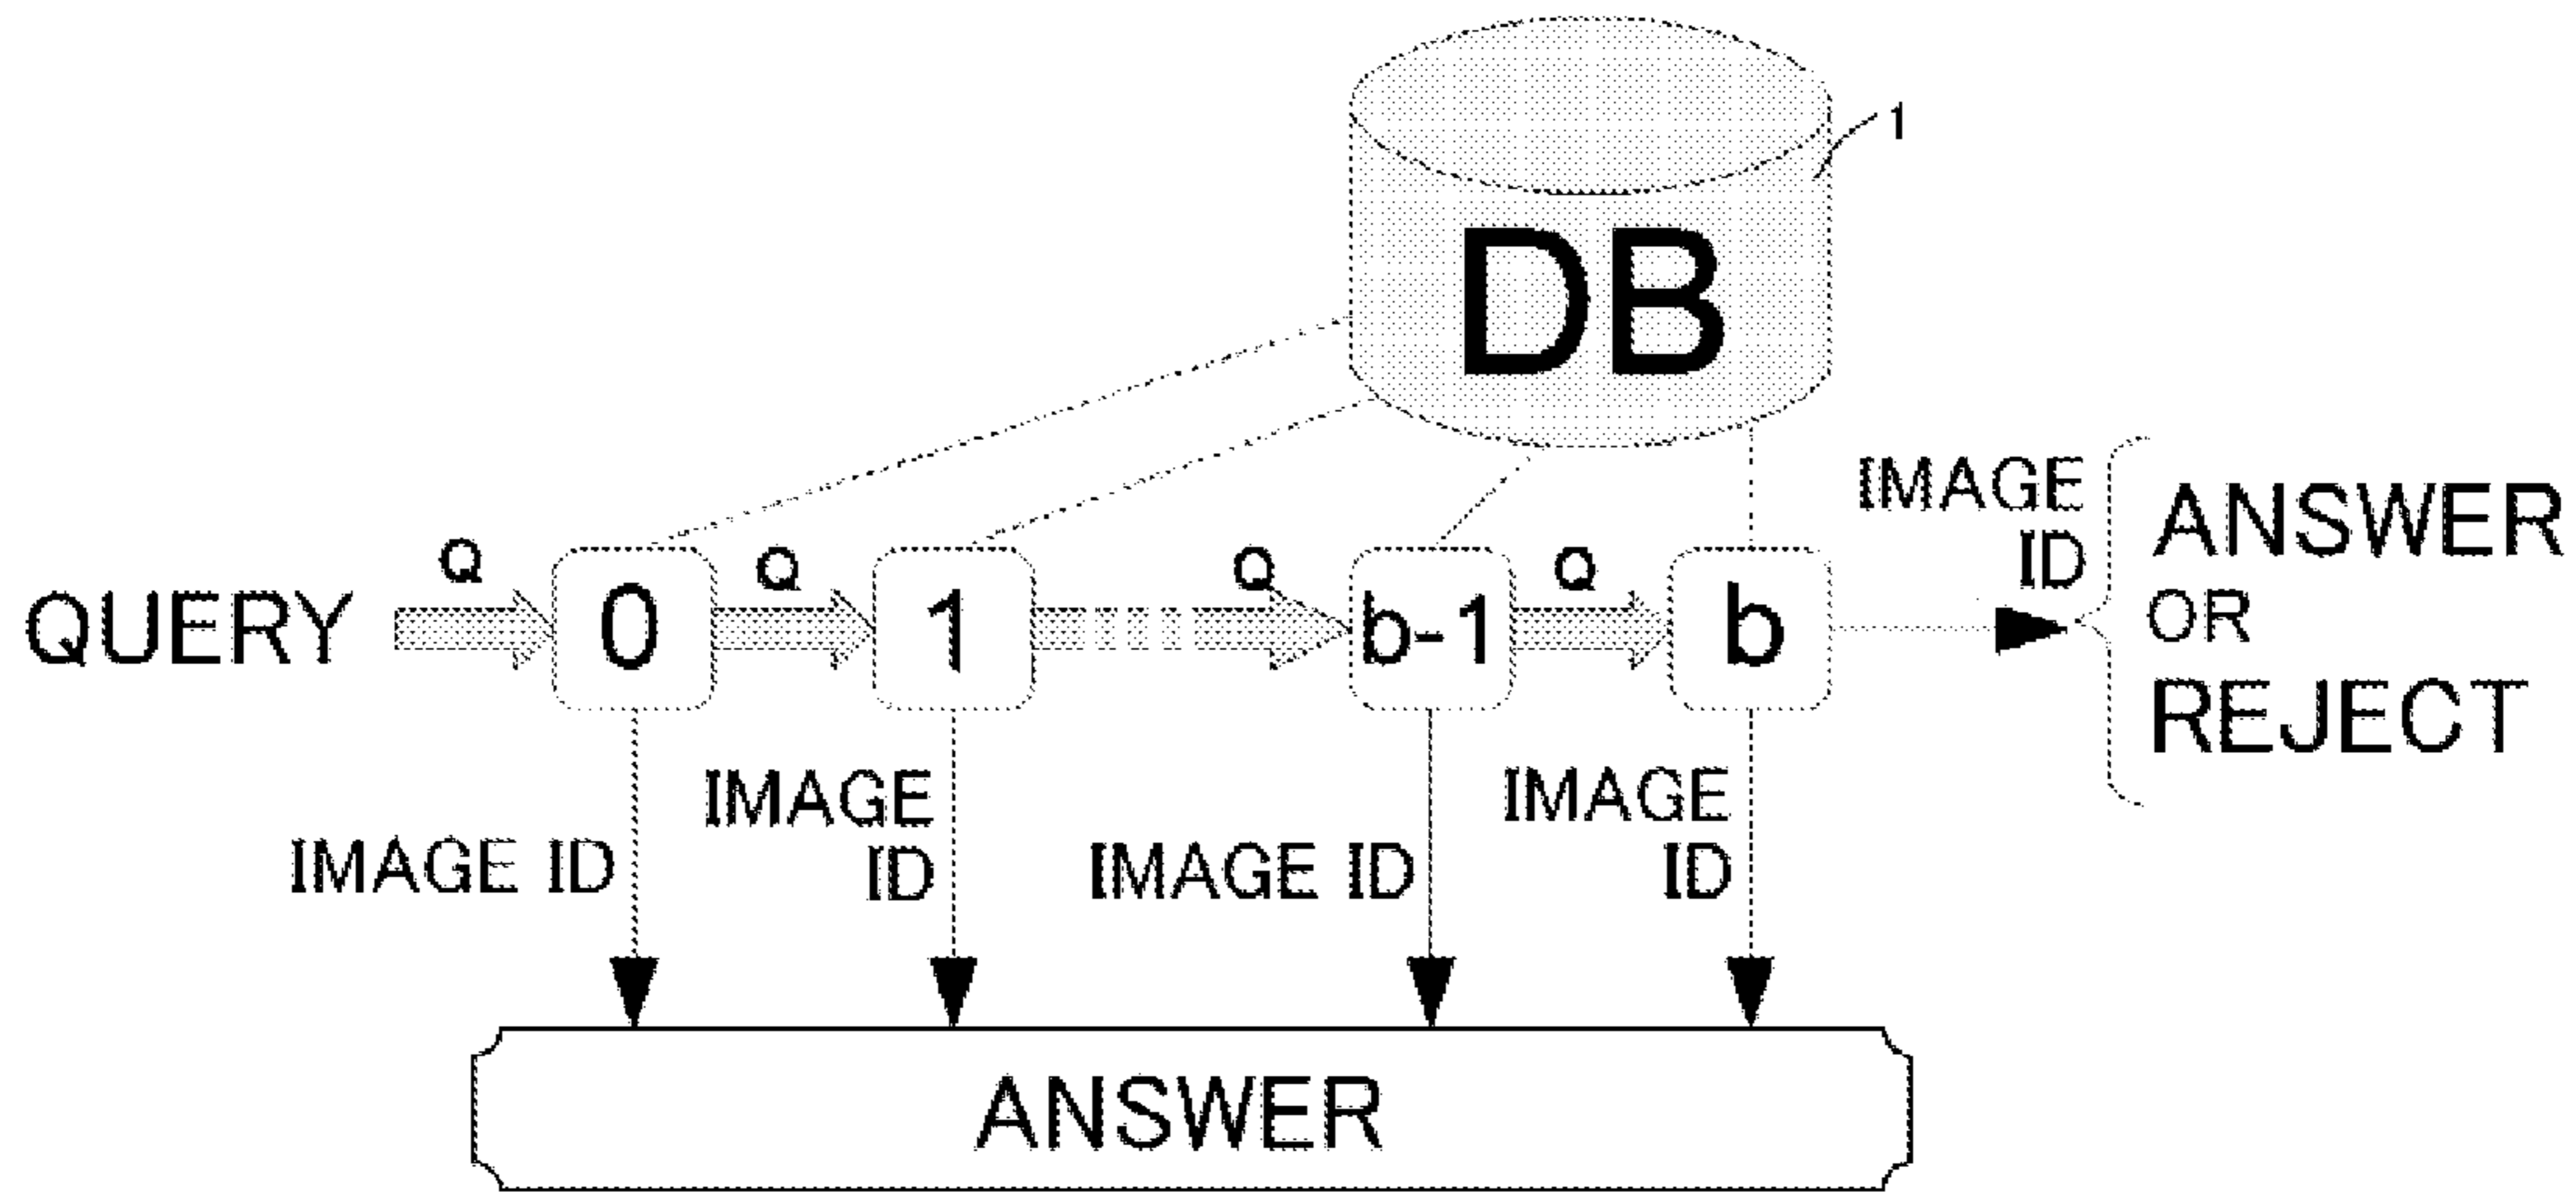 1
DB
IMAGE
ID
ANSWER
OR
REJECT
Q
Q
Q
Q
QUERY
0
1
b-1
b
IMAGE ID
IMAGE
ID
IMAGE ID
IMAGE
ID
ANSWER